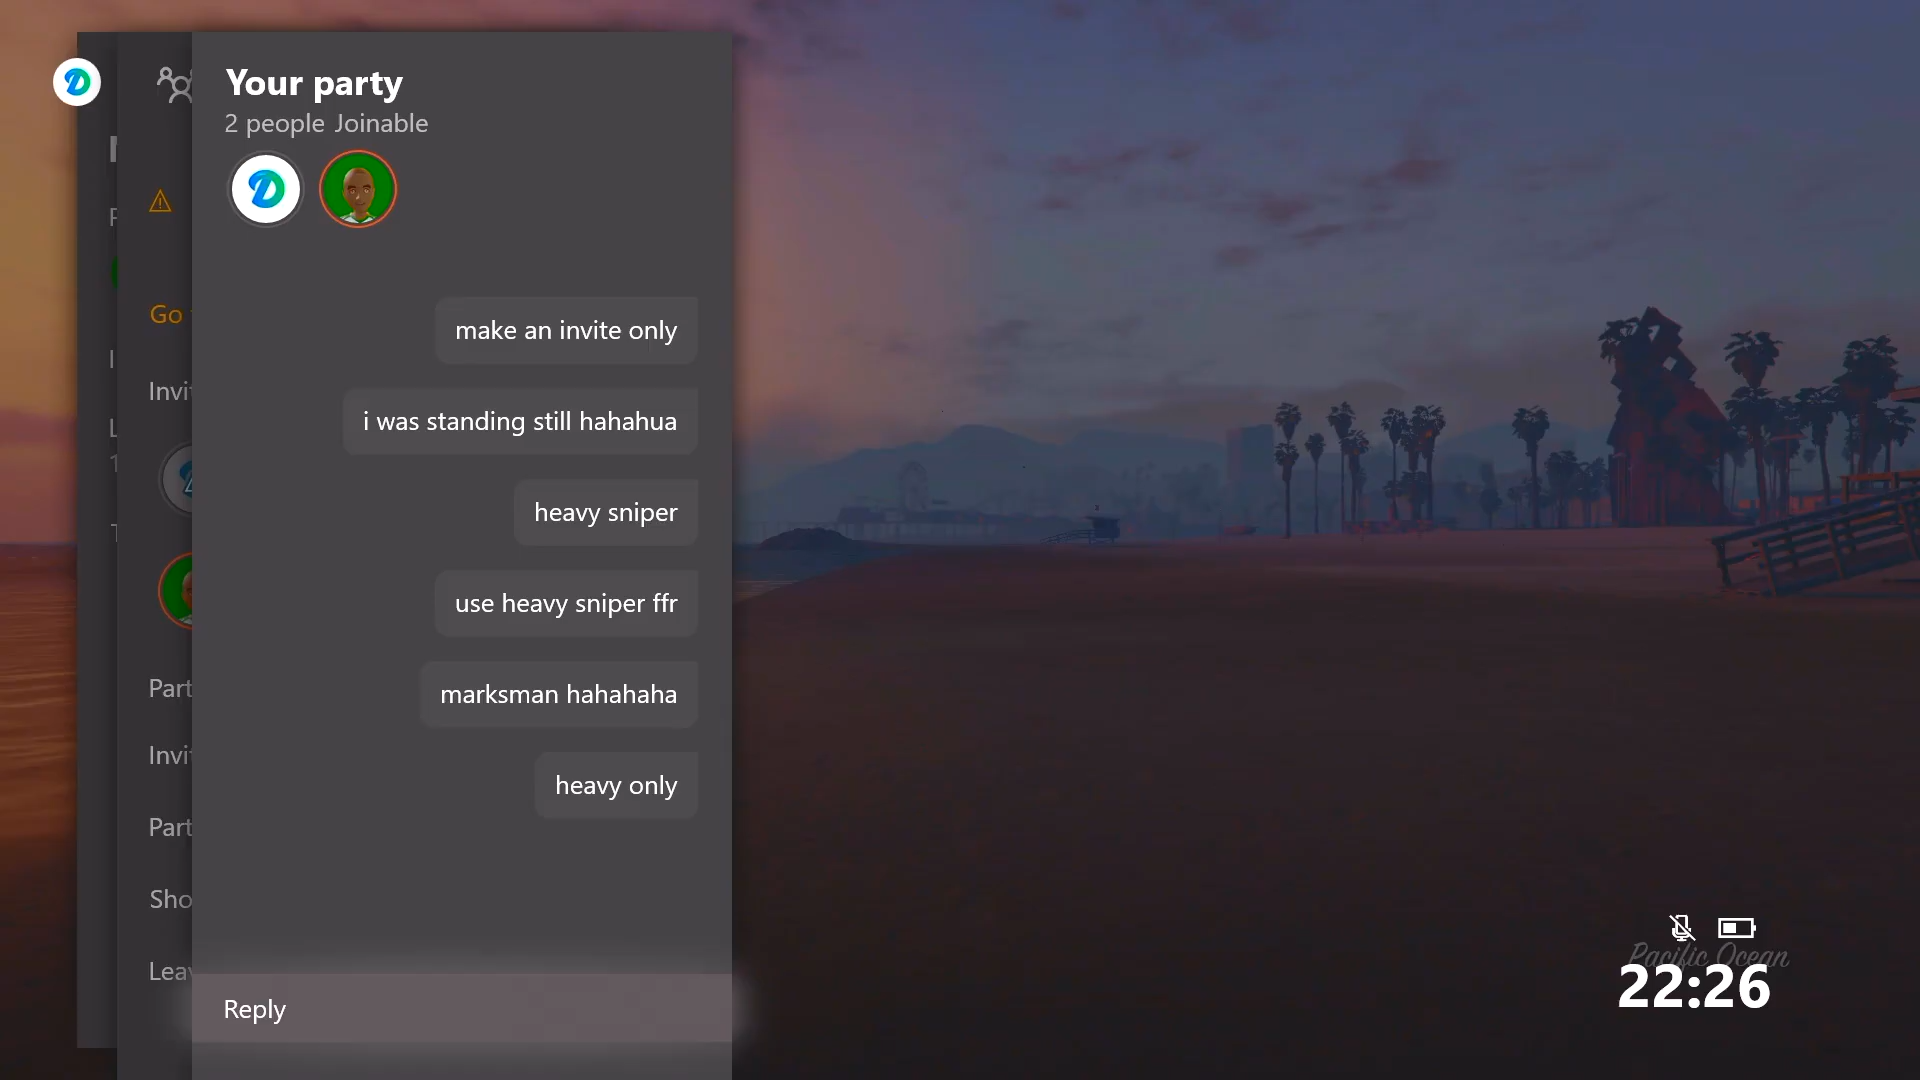 Your party
2 people Joinable
make an invite only
i was standing still hahahua
heavy sniper
use heavy sniper ffr
marksman hahahaha
heavy only
Reply
Go
Invi
Part
Invi
Part
Sho
Lea
Pacific Ocean
22:26